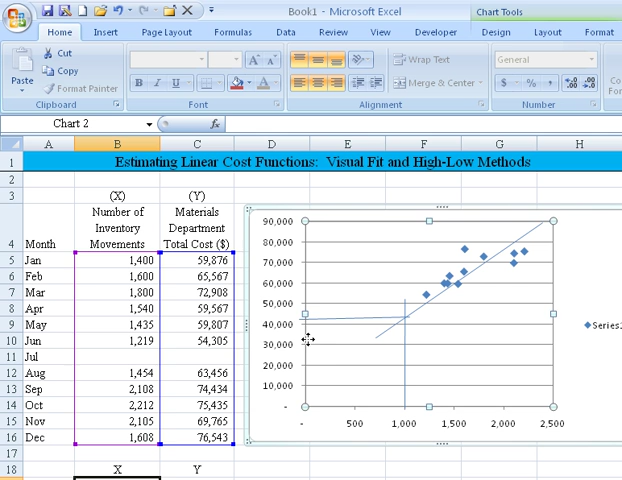 Book1 - Microsoft Excel
Chart Tools
Home Insert Page Layout Formulas Data Review View Developer Design Layout Format
Paste
Cut
Copy
Format Painter
Clipboard
B I U
Font
A A
Wrap Text
Merge & Center
Alignment
General
$ % ,
Number
Chart 2
fx
A B C D E F G H
1 Estimating Linear Cost Functions: Visual Fit and High-Low Methods
2
3 (X) (Y)
Number of Materials
Inventory Department
4 Month Movements Total Cost ($)
5 Jan 1,400 59,876
6 Feb 1,600 65,567
7 Mar 1,800 72,908
8 Apr 1,540 59,567
9 May 1,435 59,807
10 Jun 1,219 54,305
11 Jul
12 Aug 1,454 63,456
13 Sep 2,108 74,434
14 Oct 2,212 75,435
15 Nov 2,105 69,765
16 Dec 1,608 76,543
17
18 X Y
90,000
80,000
70,000
60,000
50,000
40,000
30,000
20,000
10,000
-
- 500 1,000 1,500 2,000 2,500